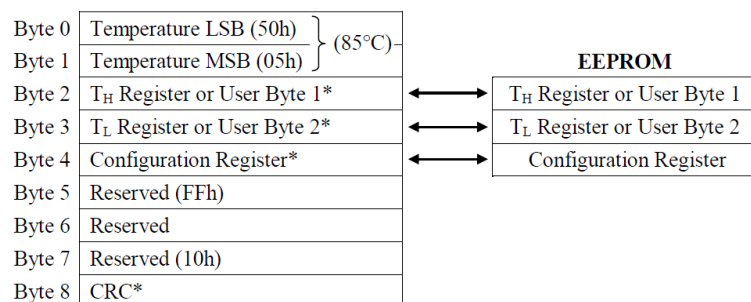 Byte 0 Temperature LSB (50h)
(85°C)
Byte 1 Temperature MSB (05h)
EEPROM
Byte 2 TH Register or User Byte 1* TH Register or User Byte 1
Byte 3 TL Register or User Byte 2* TL Register or User Byte 2
Byte 4 Configuration Register* Configuration Register
Byte 5 Reserved (FFh)
Byte 6 Reserved
Byte 7 Reserved (10h)
Byte 8 CRC*